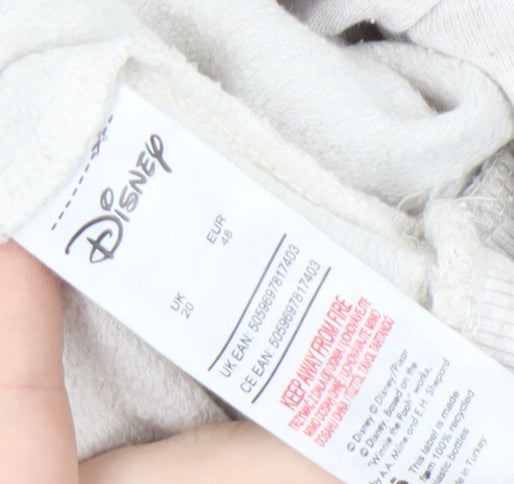 Disney
UK
20
EUR
48
UK EAN: 5059697817403
CE EAN: 5059697817403
KEEP AWAY FROM FIRE
© Disney © Disney/Pixar
© Disney Based on the
"Winnie the Pooh" works,
by A.A. Milne and E.H. Shepard
This label is made
from 100% recycled
plastic bottles
Made in Turkey